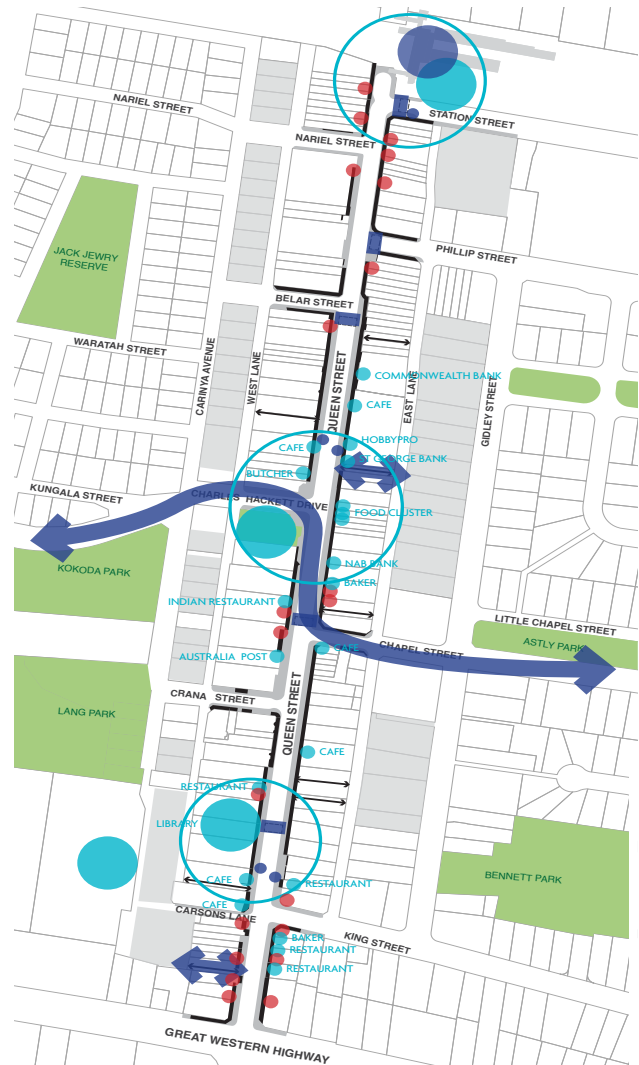 NARIEL STREET
STATION STREET
NARIEL STREET
PHILLIP STREET
JACK JEWRY
RESERVE
BELAR STREET
WARATAH STREET
CARINYA AVENUE
WEST LANE
QUEEN STREET
EAST LANE
GIDLEY STREET
COMMONWEALTH BANK
CAFE
HOBBYPRO
CAFE
ST GEORGE BANK
BUTCHER
KUNGALA STREET
CHARLES HACKETT DRIVE
FOOD CLUSTER
NAB BANK
KOKODA PARK
BAKER
INDIAN RESTAURANT
LITTLE CHAPEL STREET
ASTLY PARK
CAFE
CHAPEL STREET
AUSTRALIA POST
CRANA STREET
QUEEN STREET
LANG PARK
CAFE
RESTAURANT
LIBRARY
BENNETT PARK
CAFE
RESTAURANT
CAFE
CARSONS LANE
KING STREET
BAKER
RESTAURANT
RESTAURANT
GREAT WESTERN HIGHWAY